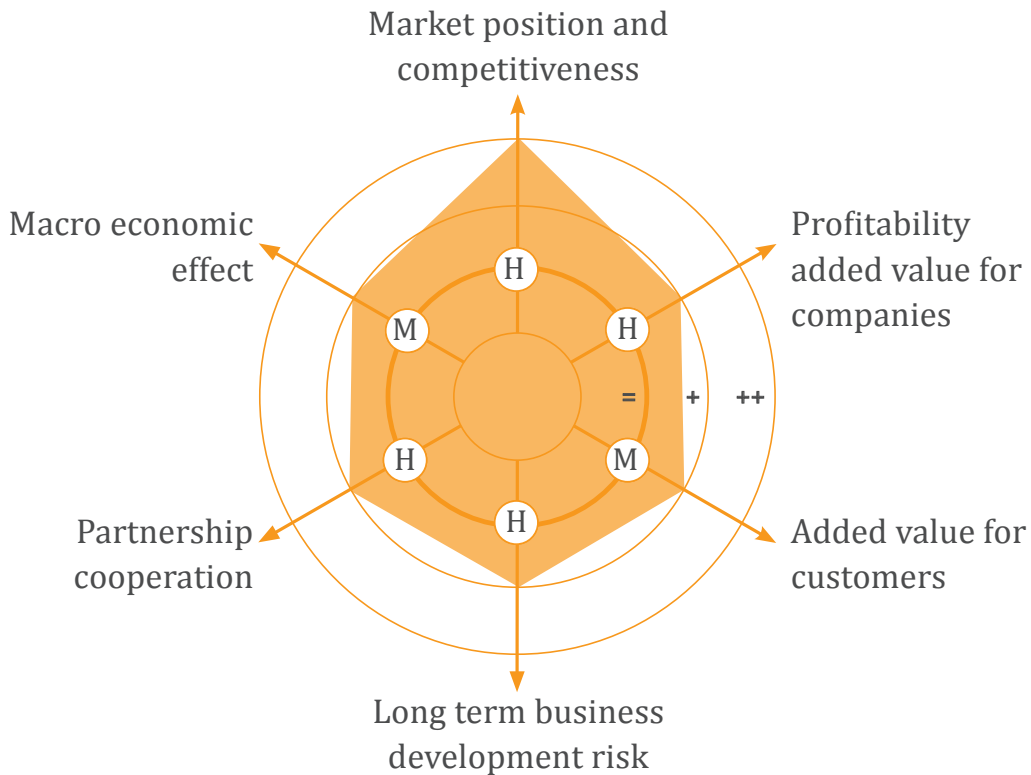 Market position and
competitiveness
Macro economic
effect
Profitability
added value for
companies
H
M
H
= + ++
H
M
H
Partnership
cooperation
Added value for
customers
Long term business
development risk